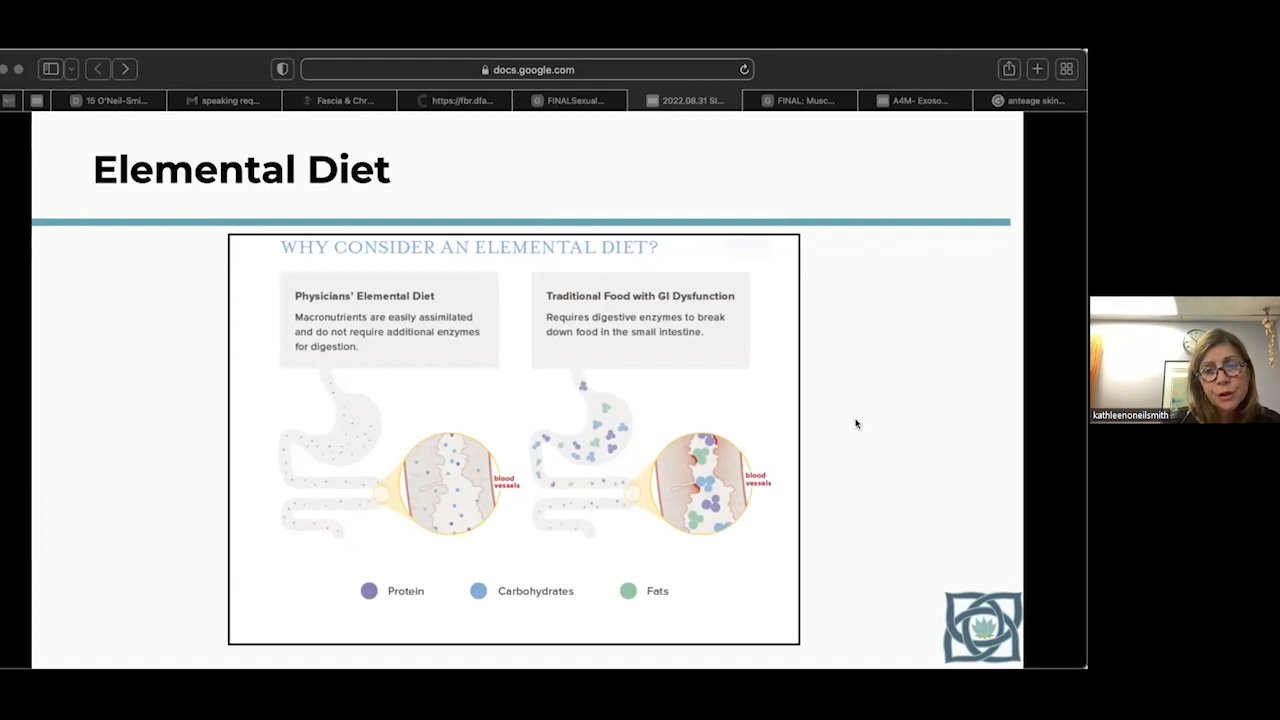 docs.google.com
15 O'Neil-Smi...
speaking req...
Fascia & Chr...
https://fbr.dfa...
FINALSexual...
2022.08.31 Sl...
FINAL: Musc...
A4M- Exoso...
anteage skin...
Elemental Diet
WHY CONSIDER AN ELEMENTAL DIET?
Physicians' Elemental Diet
Macronutrients are easily assimilated
and do not require additional enzymes
for digestion.
Traditional Food with GI Dysfunction
Requires digestive enzymes to break
down food in the small intestine.
blood
vessels
blood
vessels
Protein
Carbohydrates
Fats
kathleenoneilsmith